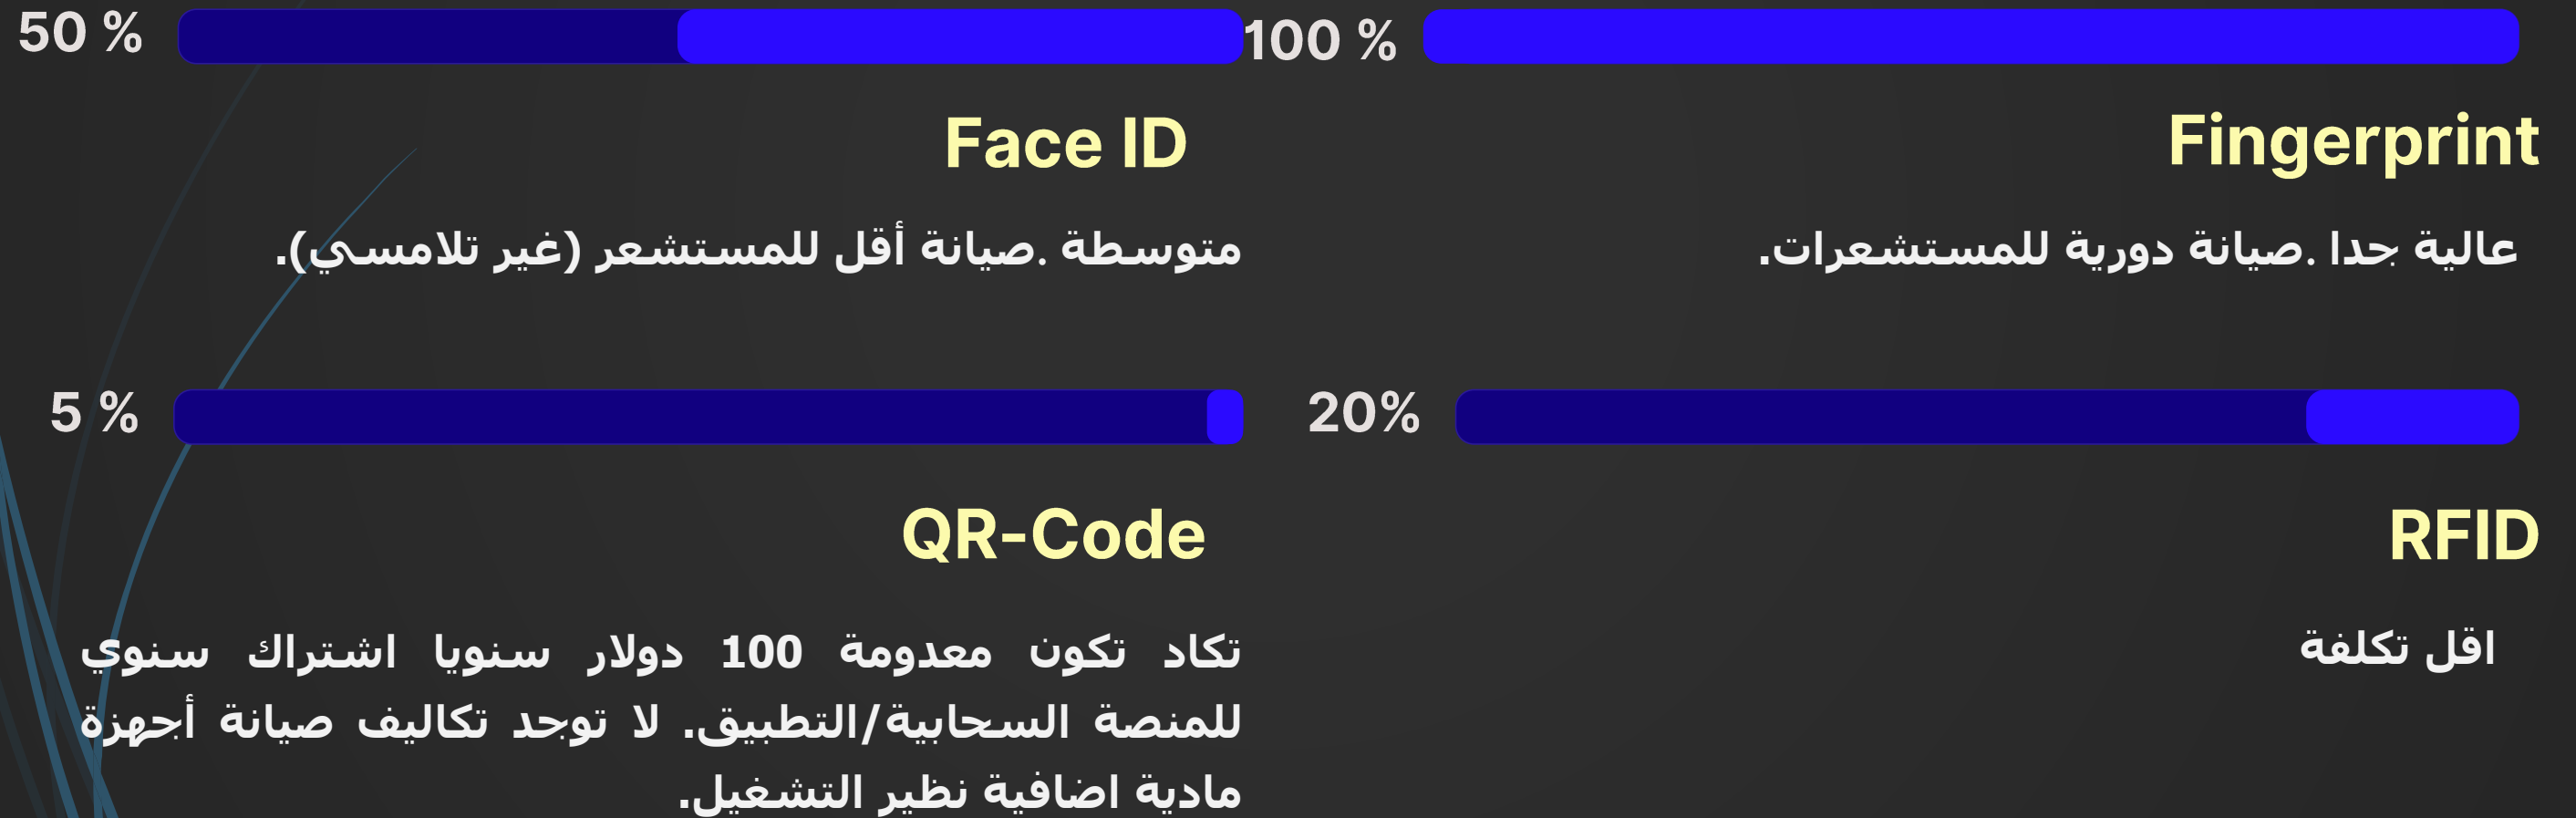 100 %
Fingerprint
عالية جدا .صيانة دورية للمستشعرات.
50 %
Face ID
متوسطة .صيانة أقل للمستشعر (غير تلامسي).
20%
RFID
اقل تكلفة
5 %
QR-Code
تكاد تكون معدومة 100 دولار سنويا اشتراك سنوي
للمنصة السحابية/التطبيق. لا توجد تكاليف صيانة أجهزة
مادية اضافية نظير التشغيل.